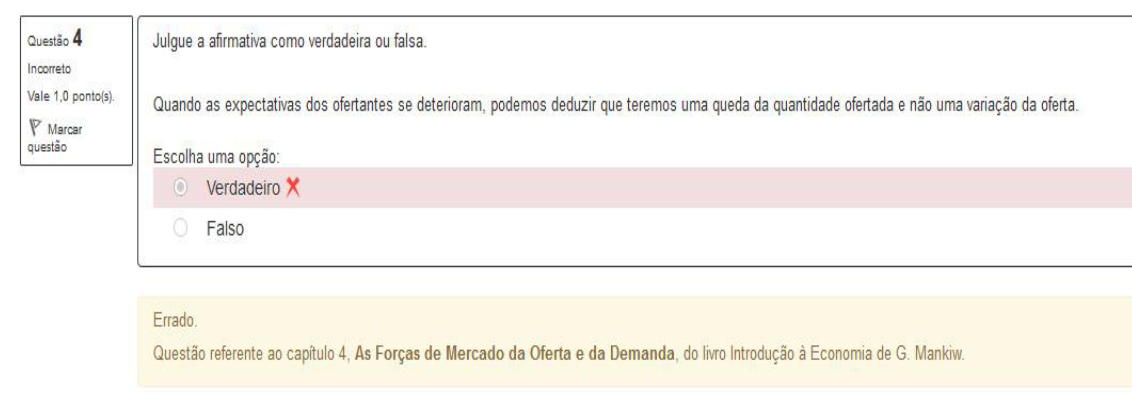 Questão 4
Incorreto
Vale 1,0 ponto(s).
Marcar
questão
Julgue a afirmativa como verdadeira ou falsa.
Quando as expectativas dos ofertantes se deterioram, podemos deduzir que teremos uma queda da quantidade ofertada e não uma variação da oferta.
Escolha uma opção:
Verdadeiro
Falso
Errado.
Questão referente ao capítulo 4, As Forças de Mercado da Oferta e da Demanda, do livro Introdução à Economia de G. Mankiw.